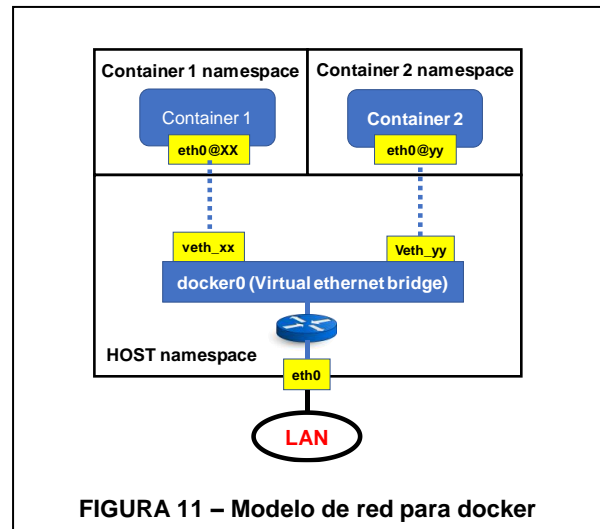 Container 1 namespace
Container 2 namespace
Container 1
Container 2
eth0@XX
eth0@yy
veth_xx
Veth_yy
docker0 (Virtual ethernet bridge)
HOST namespace
eth0
LAN
FIGURA 11 – Modelo de red para docker